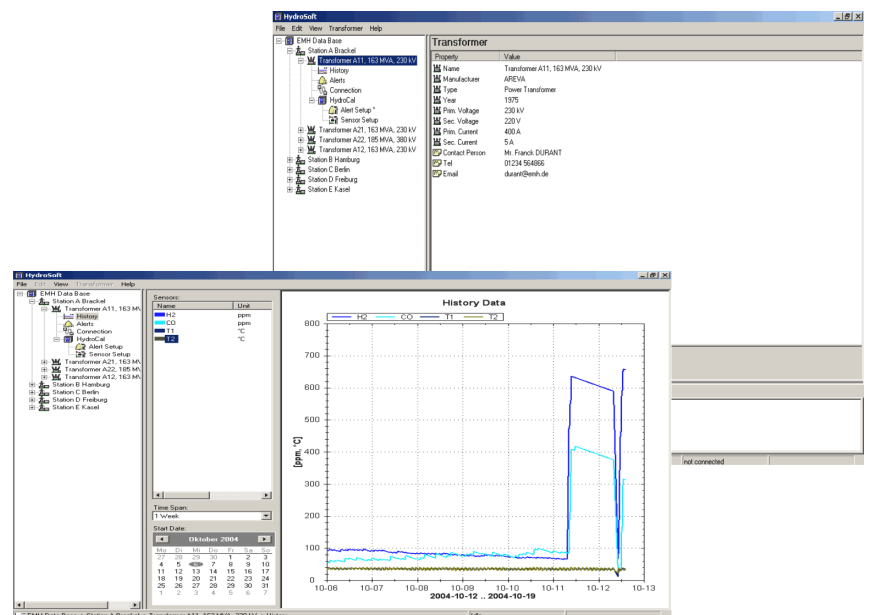 HydroSoft
File Edit View Transformer Help
EMH Data Base
Station A Brackel
Transformer A11, 163 MVA, 230 kV
History
Alerts
Connection
HydroCal
Alert Setup *
Sensor Setup
Transformer A21, 163 MVA, 230 kV
Transformer A22, 185 MVA, 380 kV
Transformer A12, 163 MVA, 230 kV
Station B Hamburg
Station C Berlin
Station D Freiburg
Station E Kasel
Transformer
Property Value
Name Transformer A11, 163 MVA, 230 kV
Manufacturer AREVA
Type Power Transformer
Year 1975
Prim. Voltage 230 kV
Sec. Voltage 220 V
Prim. Current 400 A
Sec. Current 5 A
Contact Person Mr. Franck DURANT
Tel 01234 564866
Email durant@emh.de
not connected
HydroSoft
File Edit View Transformer Help
EMH Data Base
Station A Brackel
Transformer A11, 163 M
History
Alerts
Connection
HydroCal
Alert Setup
Sensor Setup
Transformer A21, 163 M
Transformer A22, 185 M
Transformer A12, 163 M
Station B Hamburg
Station C Berlin
Station D Freiburg
Station E Kasel
Sensors:
Name Unit
H2 ppm
CO ppm
T1 °C
T2 °C
Time Span:
1 Week
Start Date:
Oktober 2004
Mo Di Mi Do Fr Sa So
27 28 29 30 1 2 3
4 5 6 7 8 9 10
11 12 13 14 15 16 17
18 19 20 21 22 23 24
25 26 27 28 29 30 31
1 2 3 4 5 6 7
History Data
H2 CO T1 T2
800
700
600
500
400
300
200
100
0
[ppm, °C]
10-06 10-07 10-08 10-09 10-10 10-11 10-12 10-13
2004-10-12 .. 2004-10-19